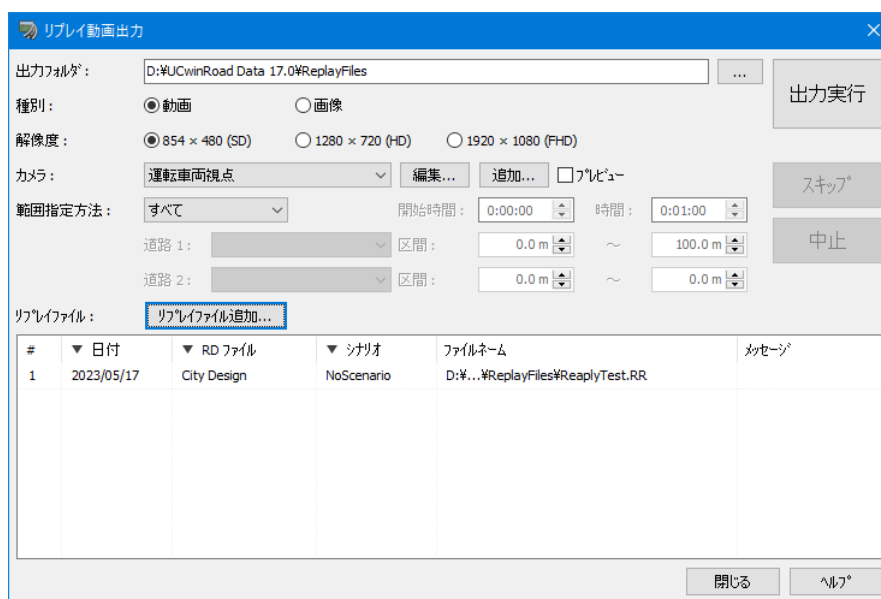 リプレイ動画出力
出力フォルダ： D:¥UCwinRoad Data 17.0¥ReplayFiles ... 出力実行
種別： 動画 画像
解像度： 854 × 480 (SD) 1280 × 720 (HD) 1920 × 1080 (FHD)
カメラ： 運転車両視点 編集... 追加... プレビュー スキップ
範囲指定方法： すべて 開始時間： 0:00:00 時間： 0:01:00
道路 1： 区間： 0.0 m ～ 100.0 m 中止
道路 2： 区間： 0.0 m ～ 0.0 m
リプレイファイル： リプレイファイル追加...
# ▼ 日付 ▼ RD ファイル ▼ シナリオ ファイルネーム メッセージ
1 2023/05/17 City Design NoScenario D:¥...¥ReplayFiles¥ReaplyTest.RR
閉じる ヘルプ